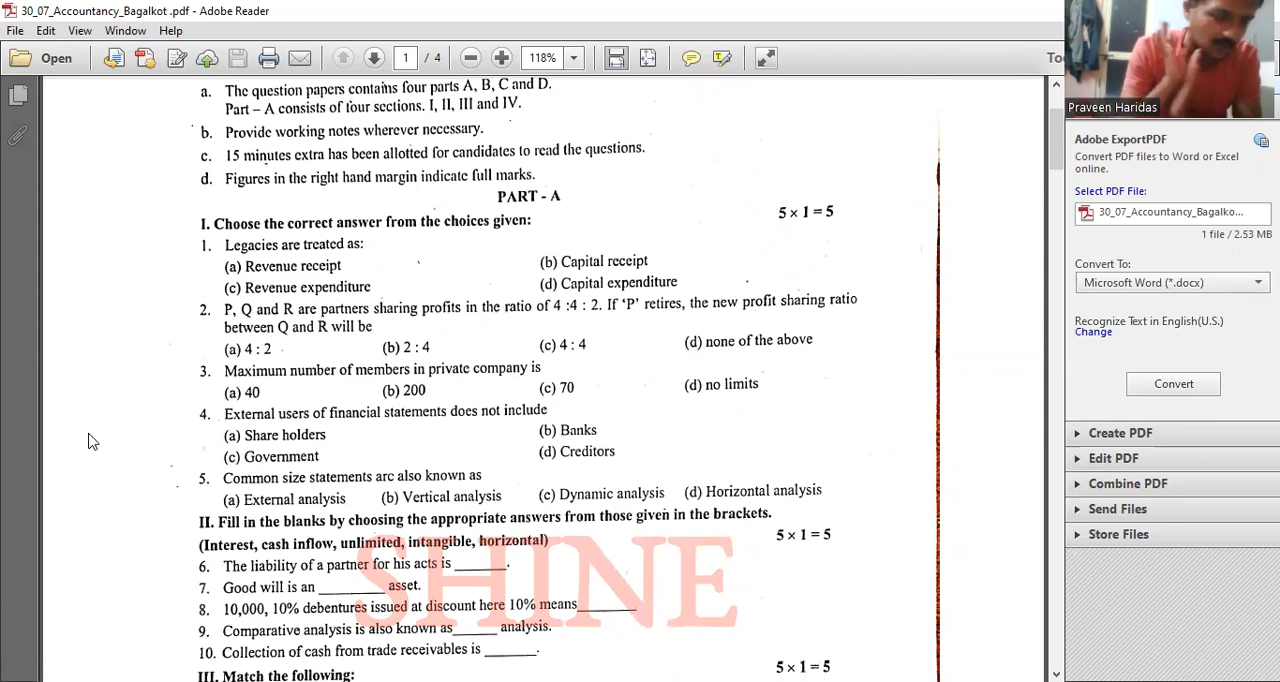 30_07_Accountancy_Bagalkot .pdf - Adobe Reader
File Edit View Window Help
Open 1 / 4 118% To
Praveen Haridas
a. The question papers contains four parts A, B, C and D.
Part – A consists of four sections. I, II, III and IV.
b. Provide working notes wherever necessary.
c. 15 minutes extra has been allotted for candidates to read the questions.
d. Figures in the right hand margin indicate full marks.
PART - A
I. Choose the correct answer from the choices given: 5 × 1 = 5
1. Legacies are treated as:
(a) Revenue receipt (b) Capital receipt
(c) Revenue expenditure (d) Capital expenditure
2. P, Q and R are partners sharing profits in the ratio of 4 :4 : 2. If ‘P’ retires, the new profit sharing ratio
between Q and R will be
(a) 4 : 2 (b) 2 : 4 (c) 4 : 4 (d) none of the above
3. Maximum number of members in private company is
(a) 40 (b) 200 (c) 70 (d) no limits
4. External users of financial statements does not include
(a) Share holders (b) Banks
(c) Government (d) Creditors
5. Common size statements are also known as
(a) External analysis (b) Vertical analysis (c) Dynamic analysis (d) Horizontal analysis
II. Fill in the blanks by choosing the appropriate answers from those given in the brackets.
(Interest, cash inflow, unlimited, intangible, horizontal) 5 × 1 = 5
6. The liability of a partner for his acts is ______.
7. Good will is an ________ asset.
8. 10,000, 10% debentures issued at discount here 10% means_______
9. Comparative analysis is also known as_____ analysis.
10. Collection of cash from trade receivables is ______.
III. Match the following: 5 × 1 = 5
SHINE
Adobe ExportPDF
Convert PDF files to Word or Excel
online.
Select PDF File:
30_07_Accountancy_Bagalko...
1 file / 2.53 MB
Convert To:
Microsoft Word (*.docx)
Recognize Text in English(U.S.)
Change
Convert
Create PDF
Edit PDF
Combine PDF
Send Files
Store Files